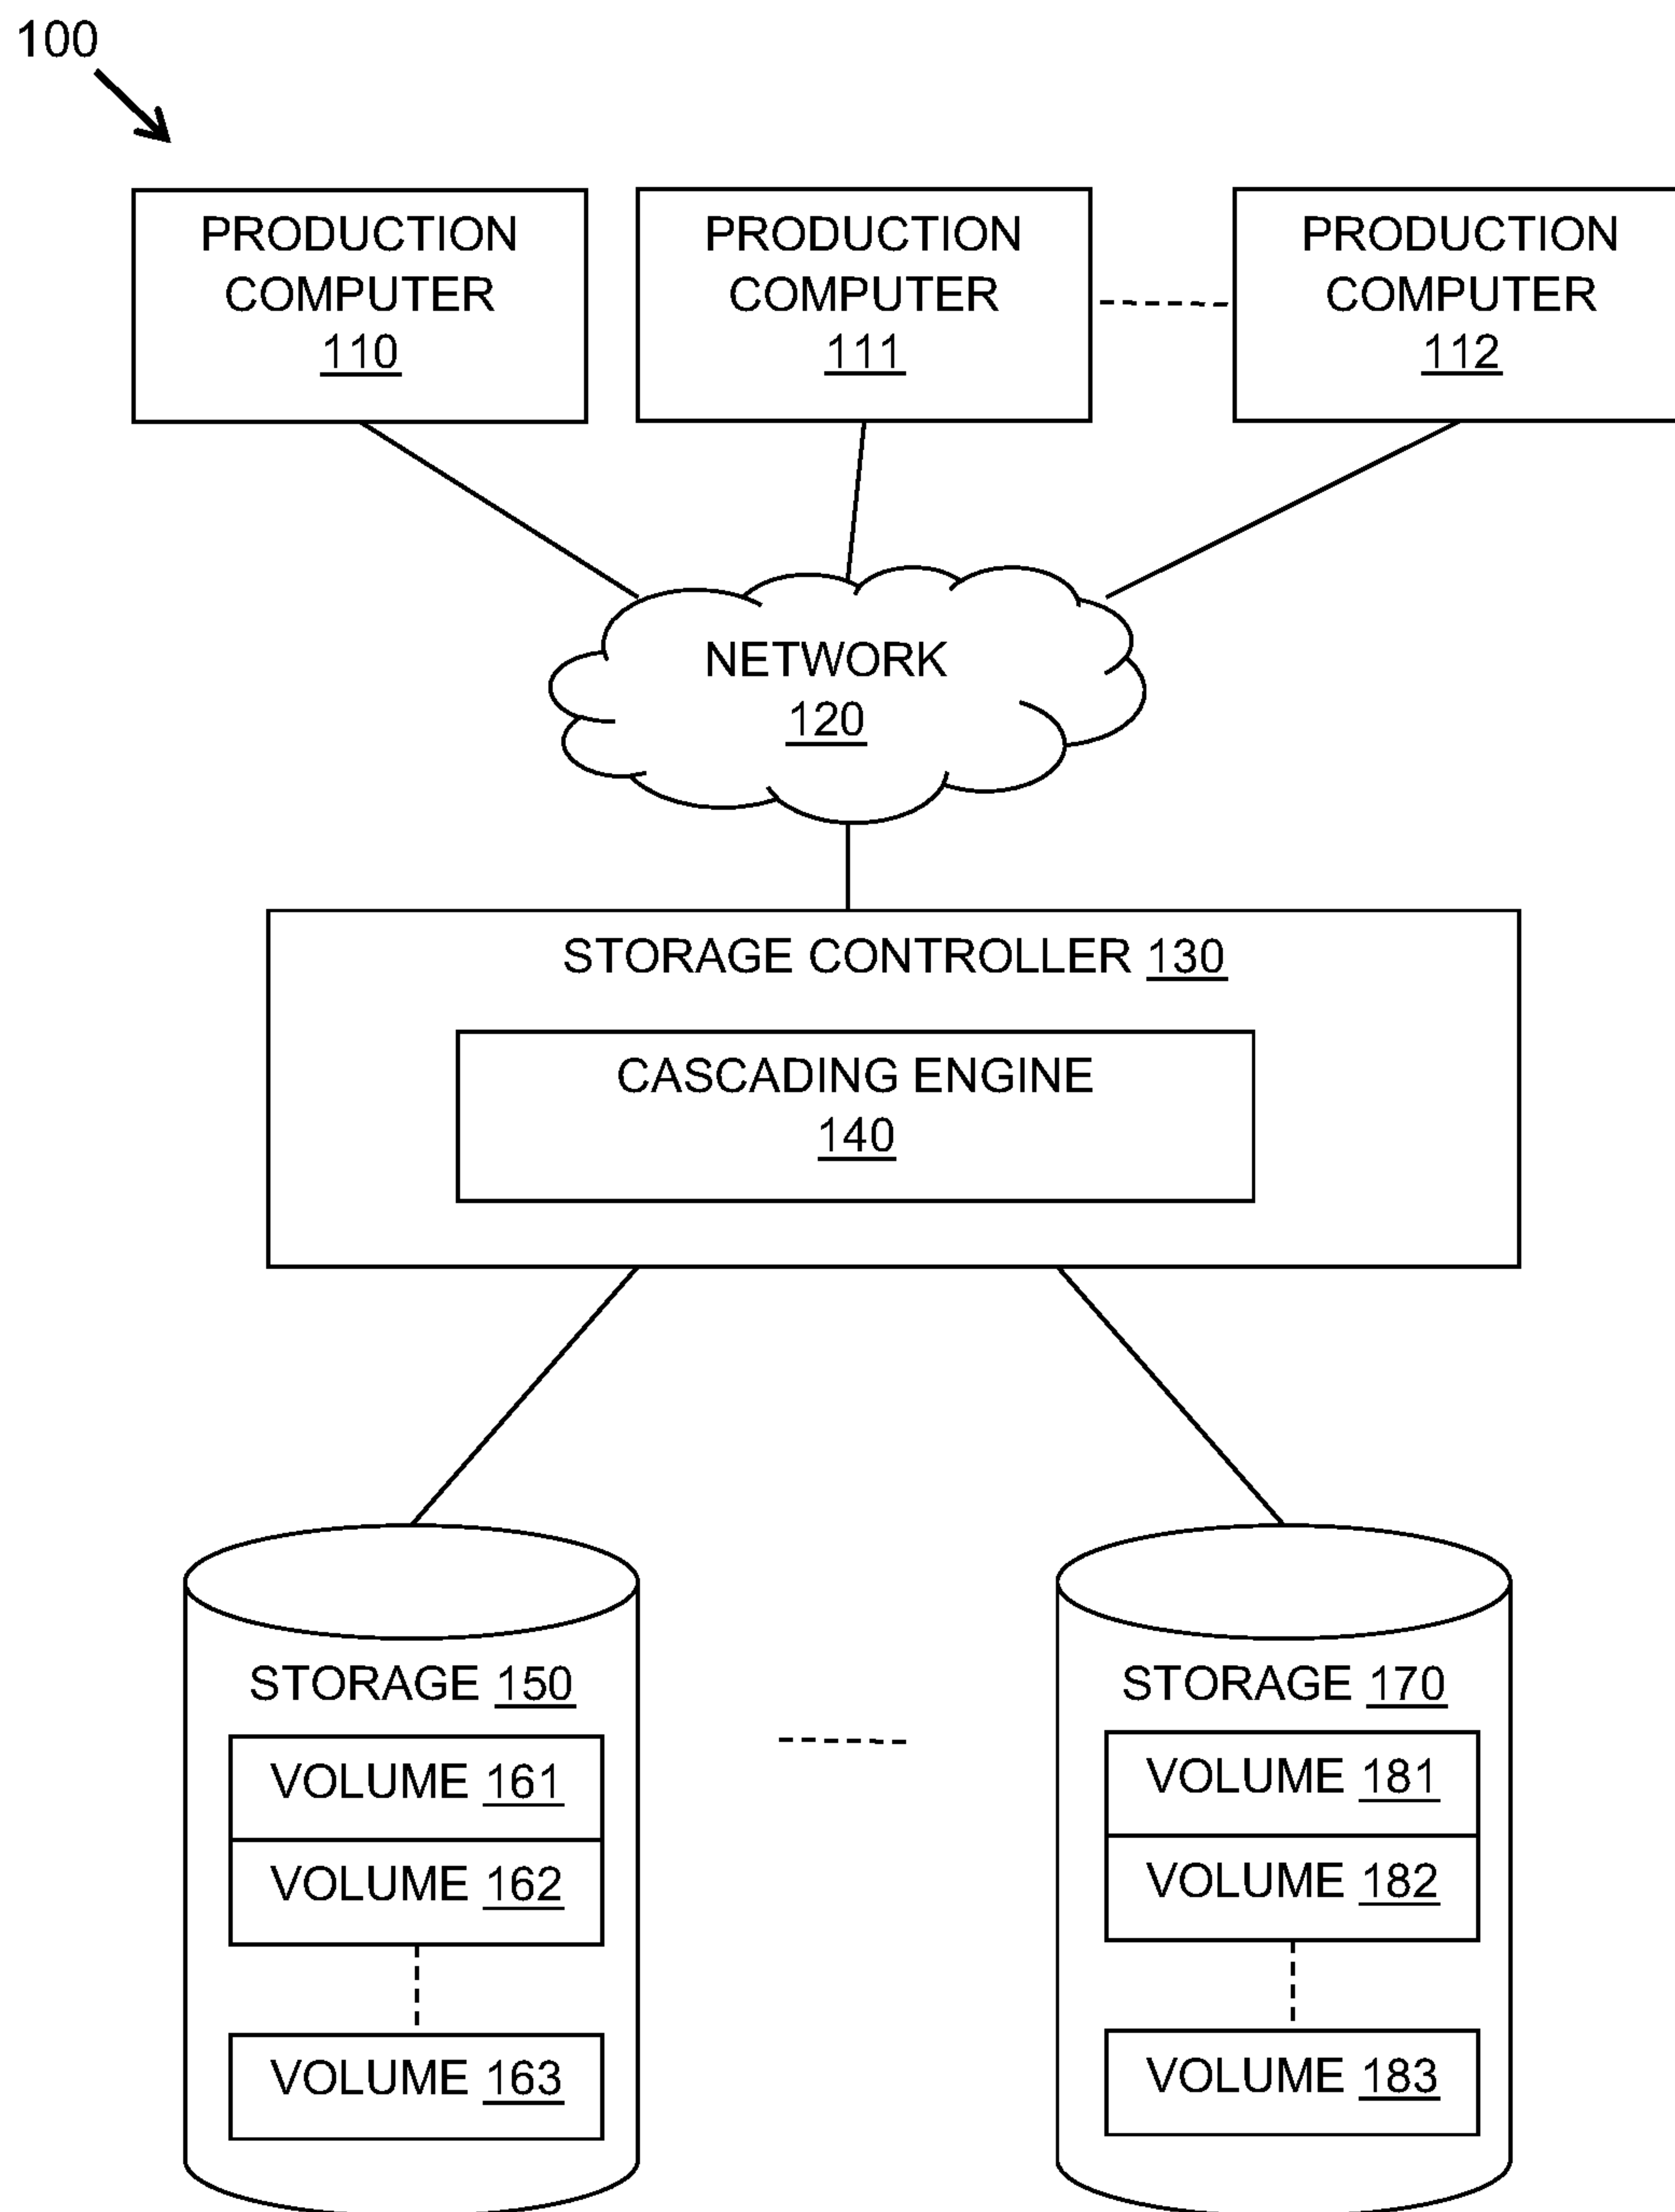 100
PRODUCTION
COMPUTER
110
PRODUCTION
COMPUTER
111
PRODUCTION
COMPUTER
112
NETWORK
120
STORAGE CONTROLLER 130
CASCADING ENGINE
140
STORAGE 150
VOLUME 161
VOLUME 162
VOLUME 163
STORAGE 170
VOLUME 181
VOLUME 182
VOLUME 183